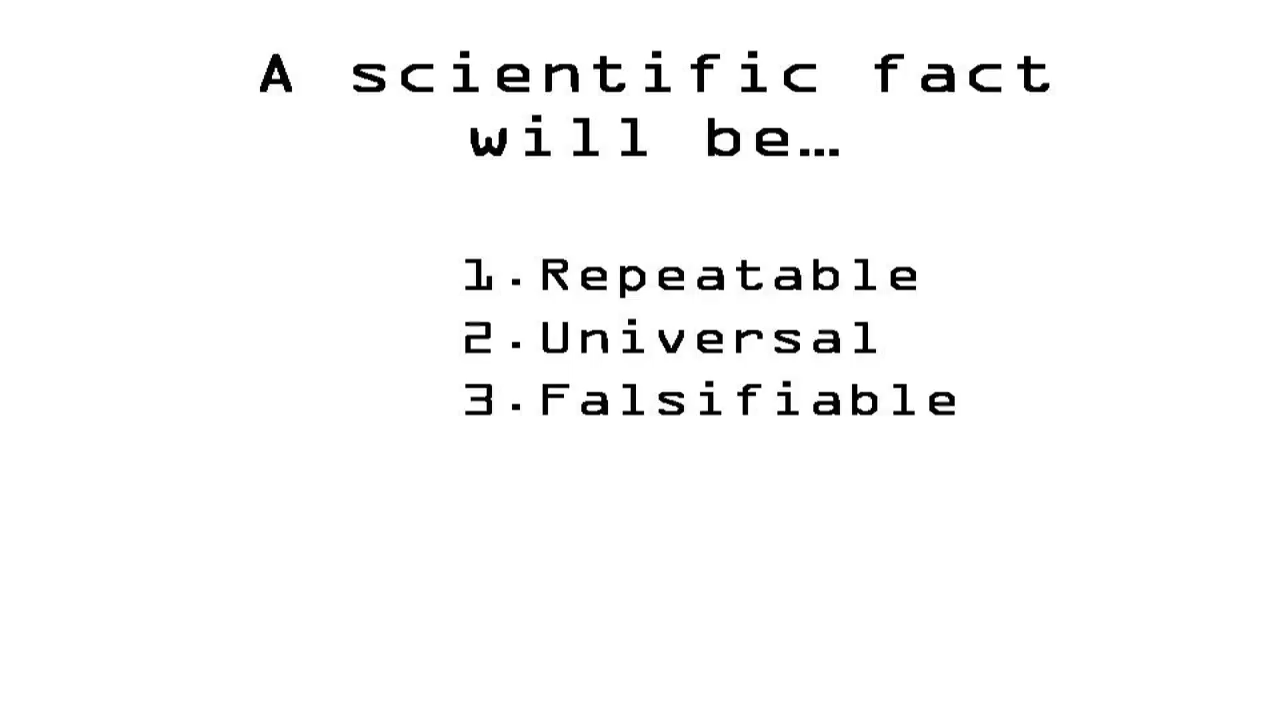 A scientific fact
will be…
1.Repeatable
2.Universal
3.Falsifiable